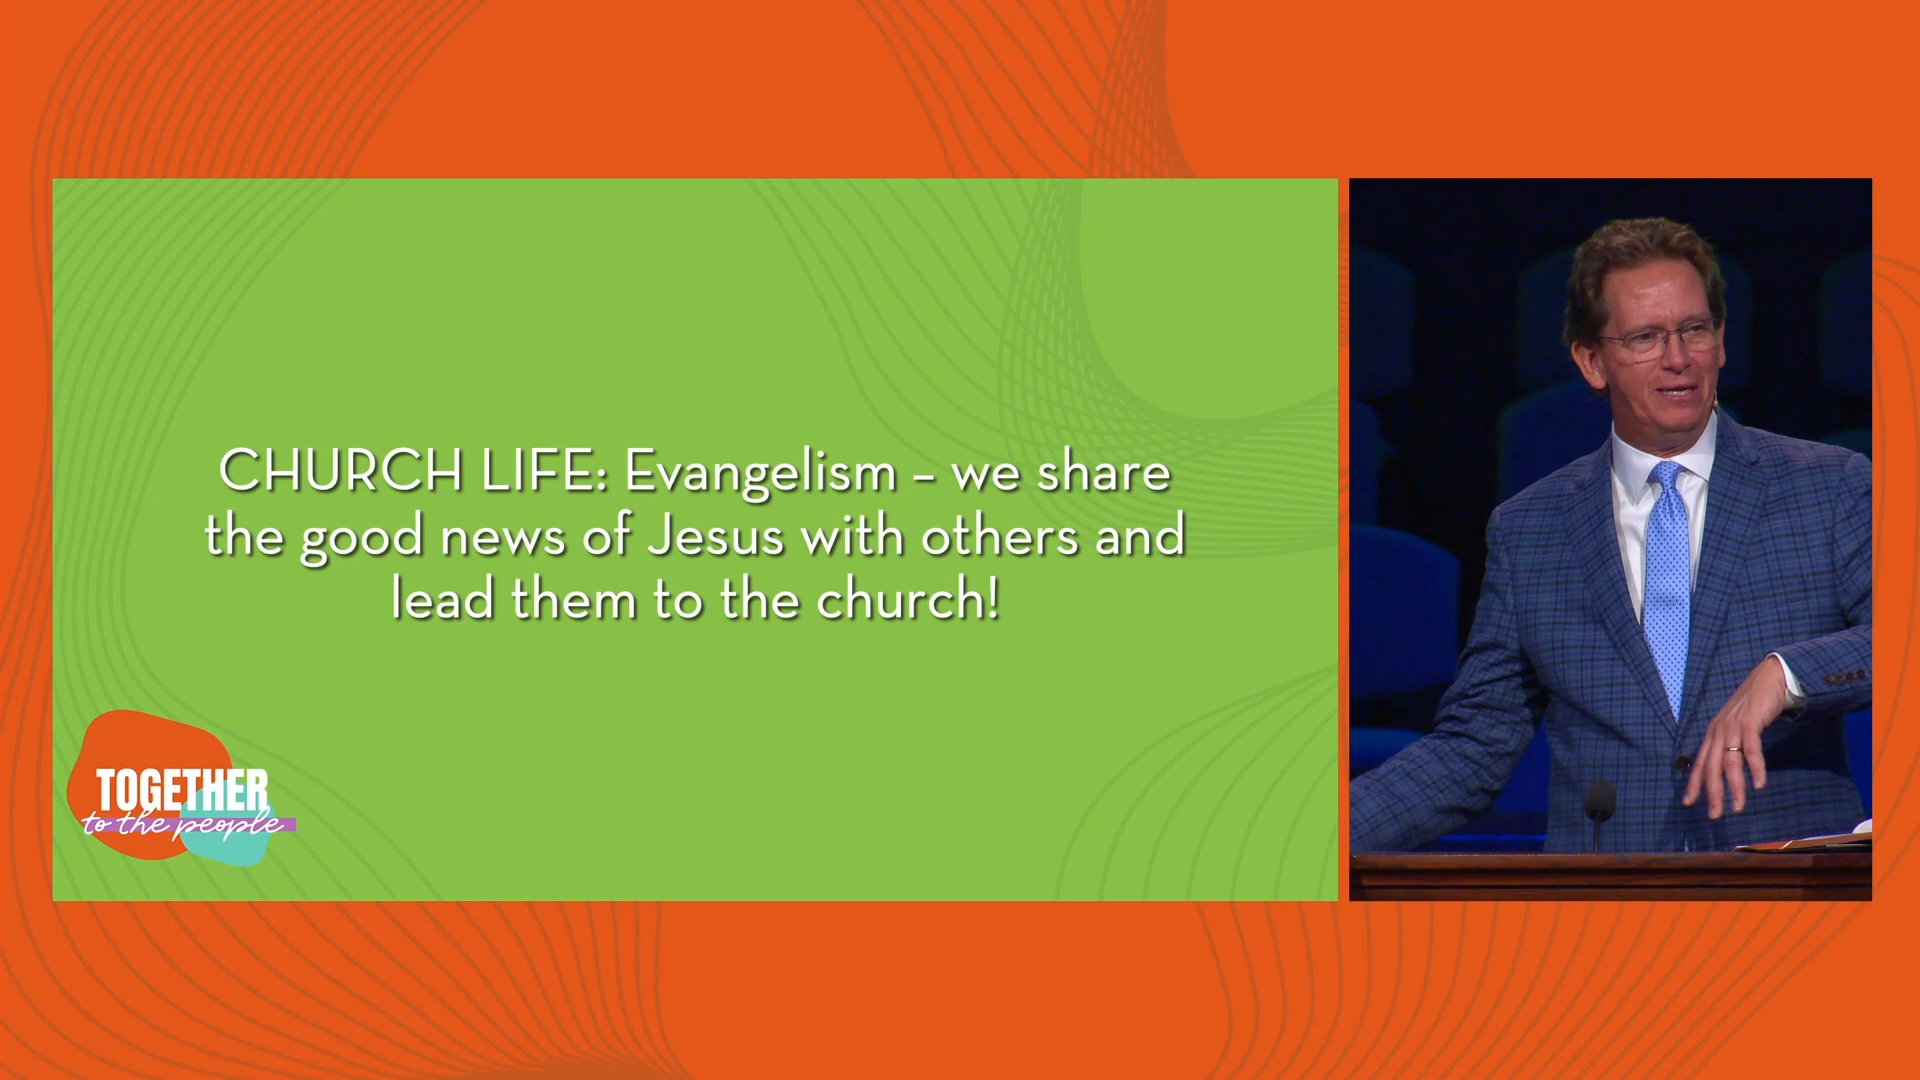 CHURCH LIFE: Evangelism – we share
the good news of Jesus with others and
lead them to the church!
TOGETHER
to the people